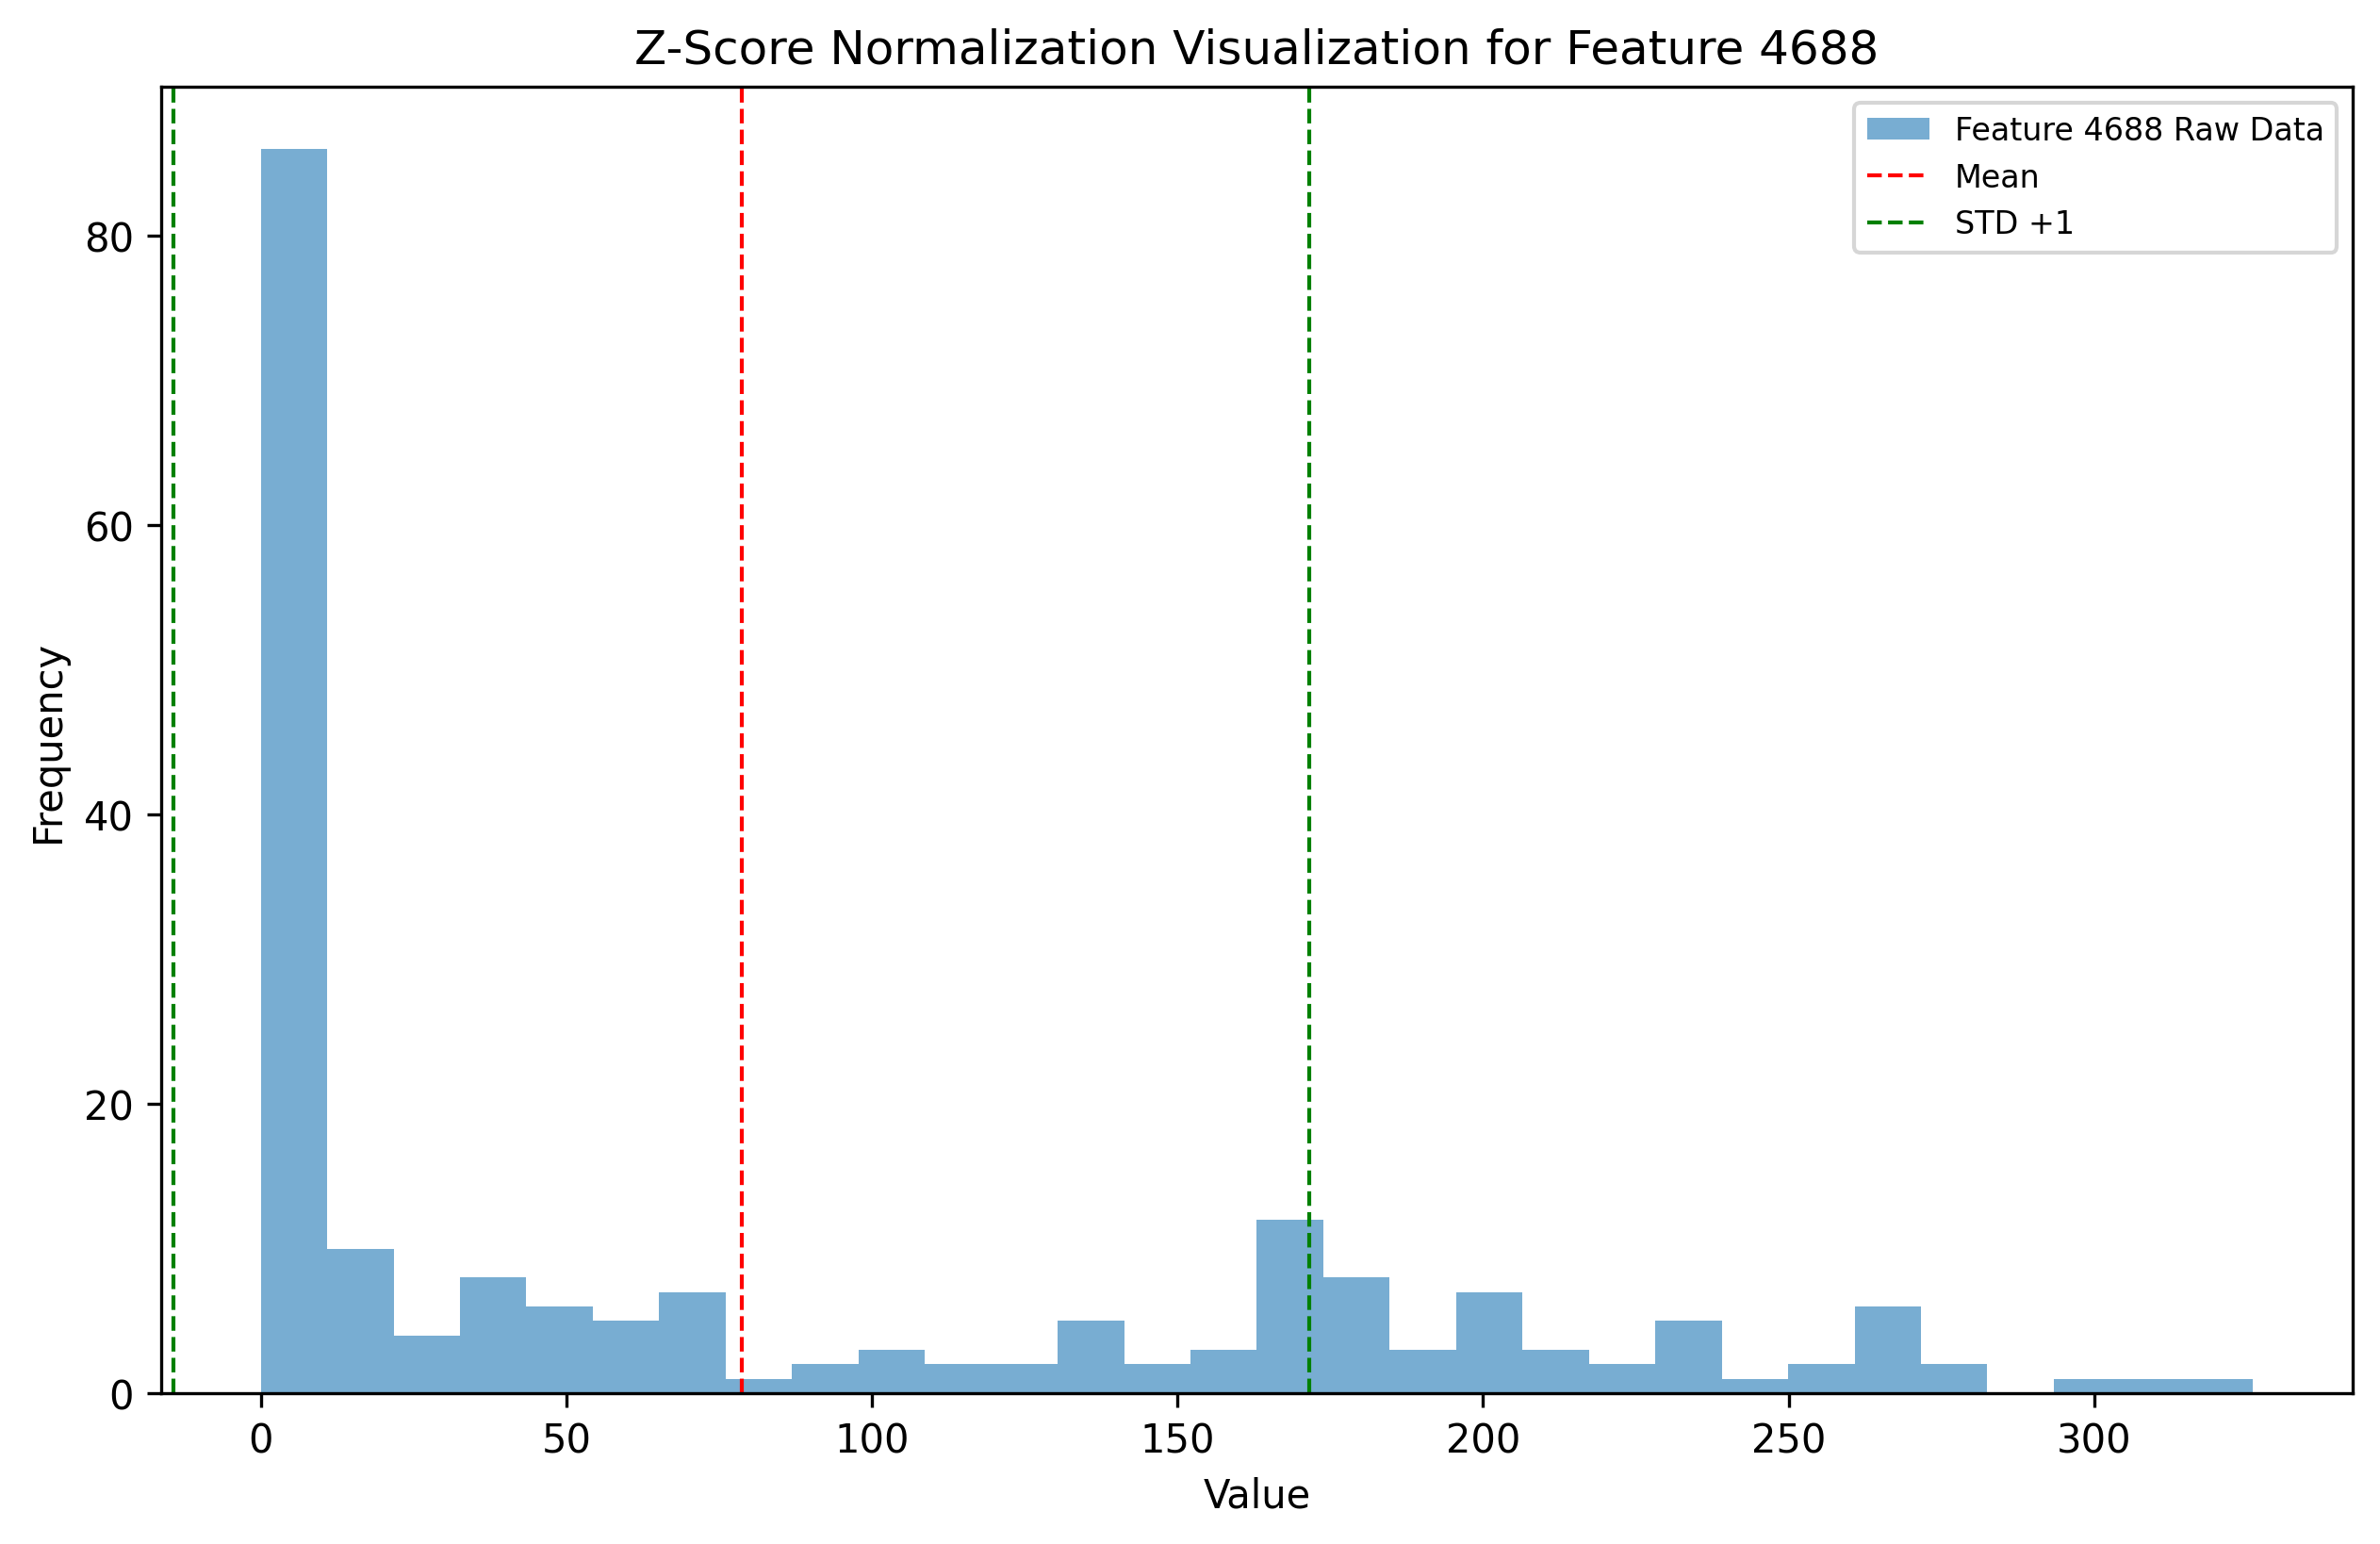 Z-Score Normalization Visualization for Feature 4688
Feature 4688 Raw Data
Mean
STD +1
80
60
40
20
0
Frequency
0 50 100 150 200 250 300
Value